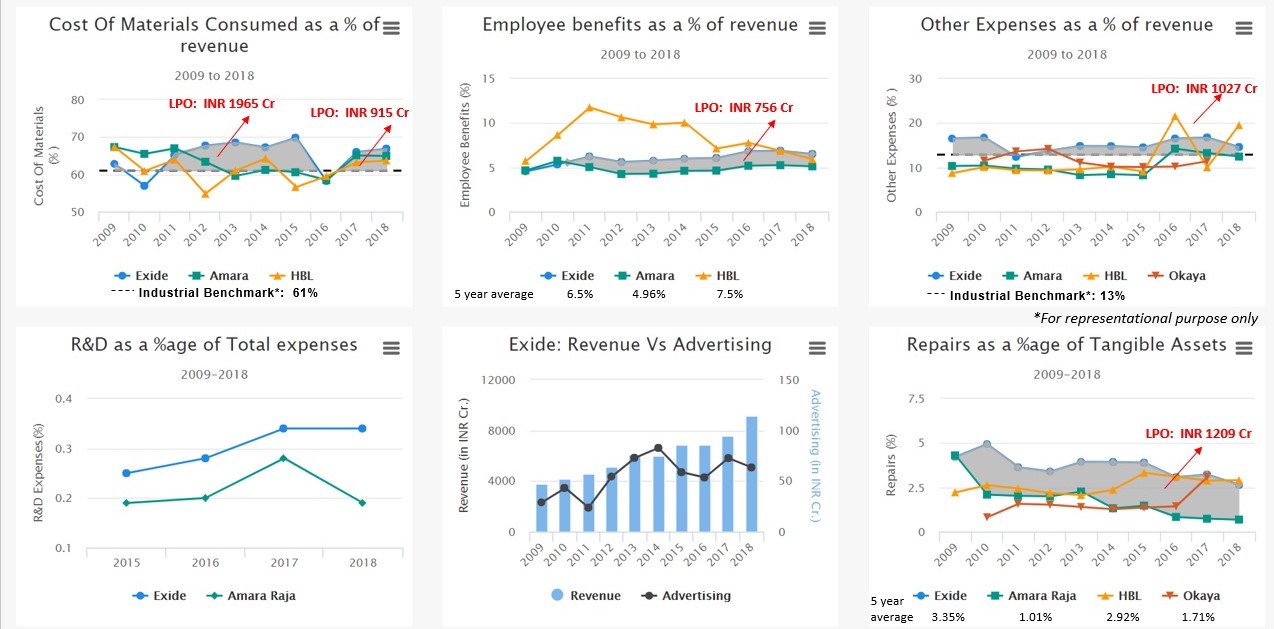 Cost Of Materials Consumed as a % of
revenue
2009 to 2018
LPO: INR 1965 Cr
LPO: INR 915 Cr
Cost Of Materials
(%)
80
70
60
50
2009 2010 2011 2012 2013 2014 2015 2016 2017 2018
Exide Amara HBL
---- Industrial Benchmark*: 61%
Employee benefits as a % of revenue
2009 to 2018
LPO: INR 756 Cr
Employee Benefits (%)
15
10
5
0
2009 2010 2011 2012 2013 2014 2015 2016 2017 2018
Exide Amara HBL
5 year average 6.5% 4.96% 7.5%
Other Expenses as a % of revenue
2009 to 2018
LPO: INR 1027 Cr
Other Expenses (%)
30
20
10
0
2009 2010 2011 2012 2013 2014 2015 2016 2017 2018
Exide Amara HBL Okaya
--- Industrial Benchmark*: 13%
*For representational purpose only
R&D as a %age of Total expenses
2009-2018
R&D Expenses(%)
0.4
0.3
0.2
0.1
2015 2016 2017 2018
Exide Amara Raja
Exide: Revenue Vs Advertising
Revenue (in INR Cr.)
12000
8000
4000
0
150
100
50
0
Advertising (in INR Cr.)
2009 2010 2011 2012 2013 2014 2015 2016 2017 2018
Revenue Advertising
Repairs as a %age of Tangible Assets
2009-2018
LPO: INR 1209 Cr
Repairs (%)
7.5
5
2.5
0
2009 2010 2011 2012 2013 2014 2015 2016 2017 2018
Exide Amara Raja HBL Okaya
5 year
average 3.35% 1.01% 2.92% 1.71%